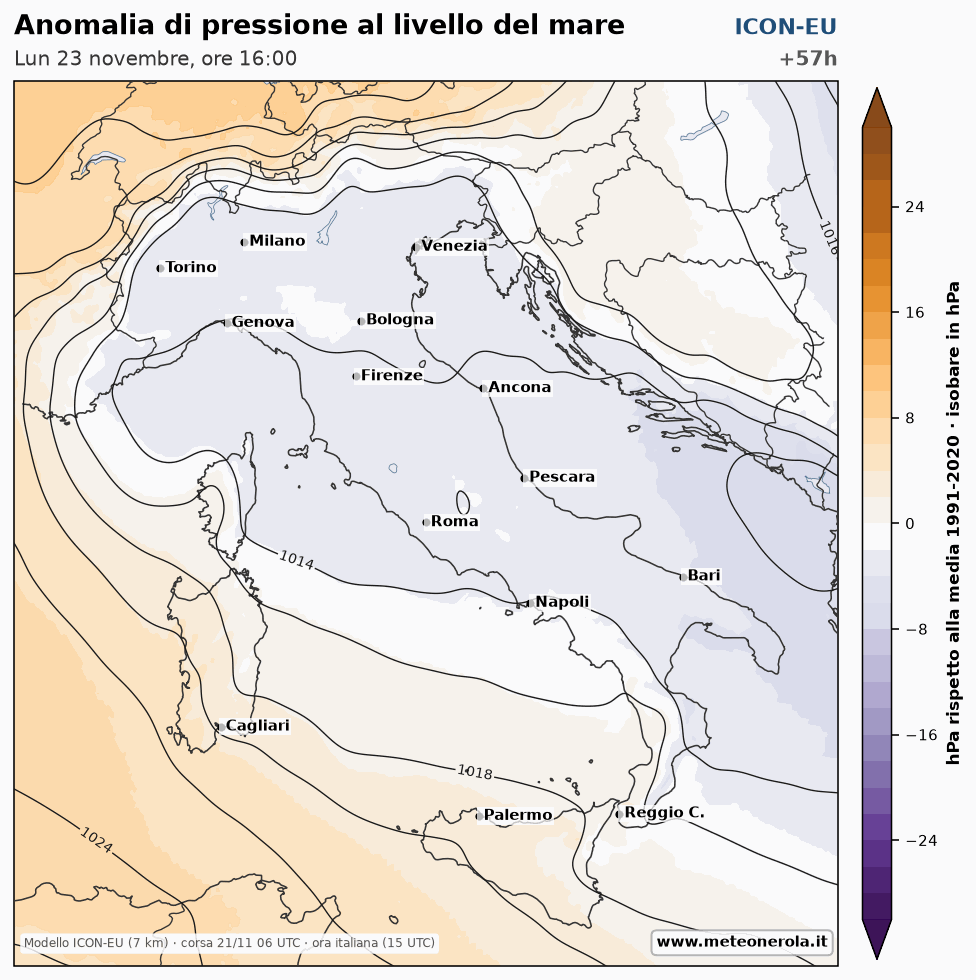 Anomalia di pressione al livello del mare
ICON-EU
Lun 23 novembre, ore 16:00
+57h
1016
Milano
Venezia
Torino
Genova
Bologna
Firenze
Ancona
Pescara
Roma
1014
Bari
Napoli
Cagliari
1018
Palermo
Reggio C.
1024
Modello ICON-EU (7 km) · corsa 21/11 06 UTC · ora italiana (15 UTC)
www.meteonerola.it
24
16
8
0
−8
−16
−24
hPa rispetto alla media 1991-2020 · isobare in hPa